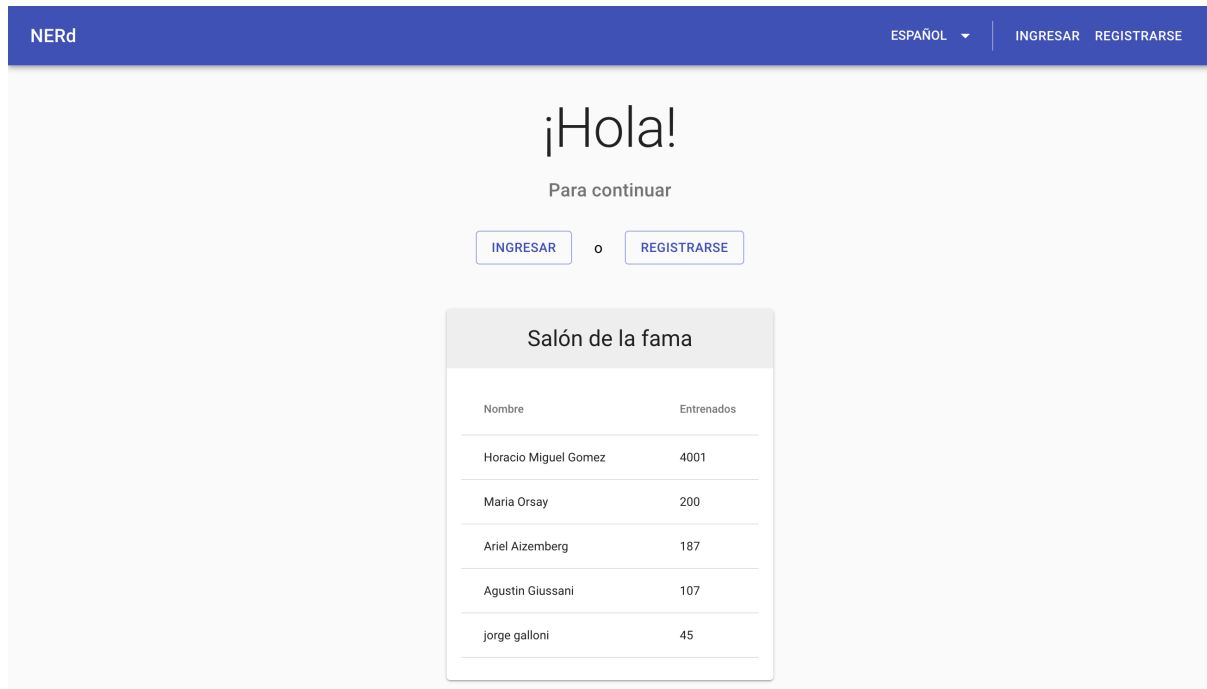 NERd ESPAÑOL INGRESAR REGISTRARSE
¡Hola!
Para continuar
INGRESAR o REGISTRARSE
Salón de la fama
Nombre Entrenados
Horacio Miguel Gomez 4001
Maria Orsay 200
Ariel Aizemberg 187
Agustin Giussani 107
jorge galloni 45